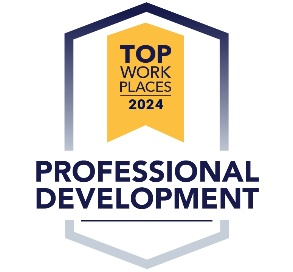 TOP
WORK
PLACES
2024
PROFESSIONAL
DEVELOPMENT